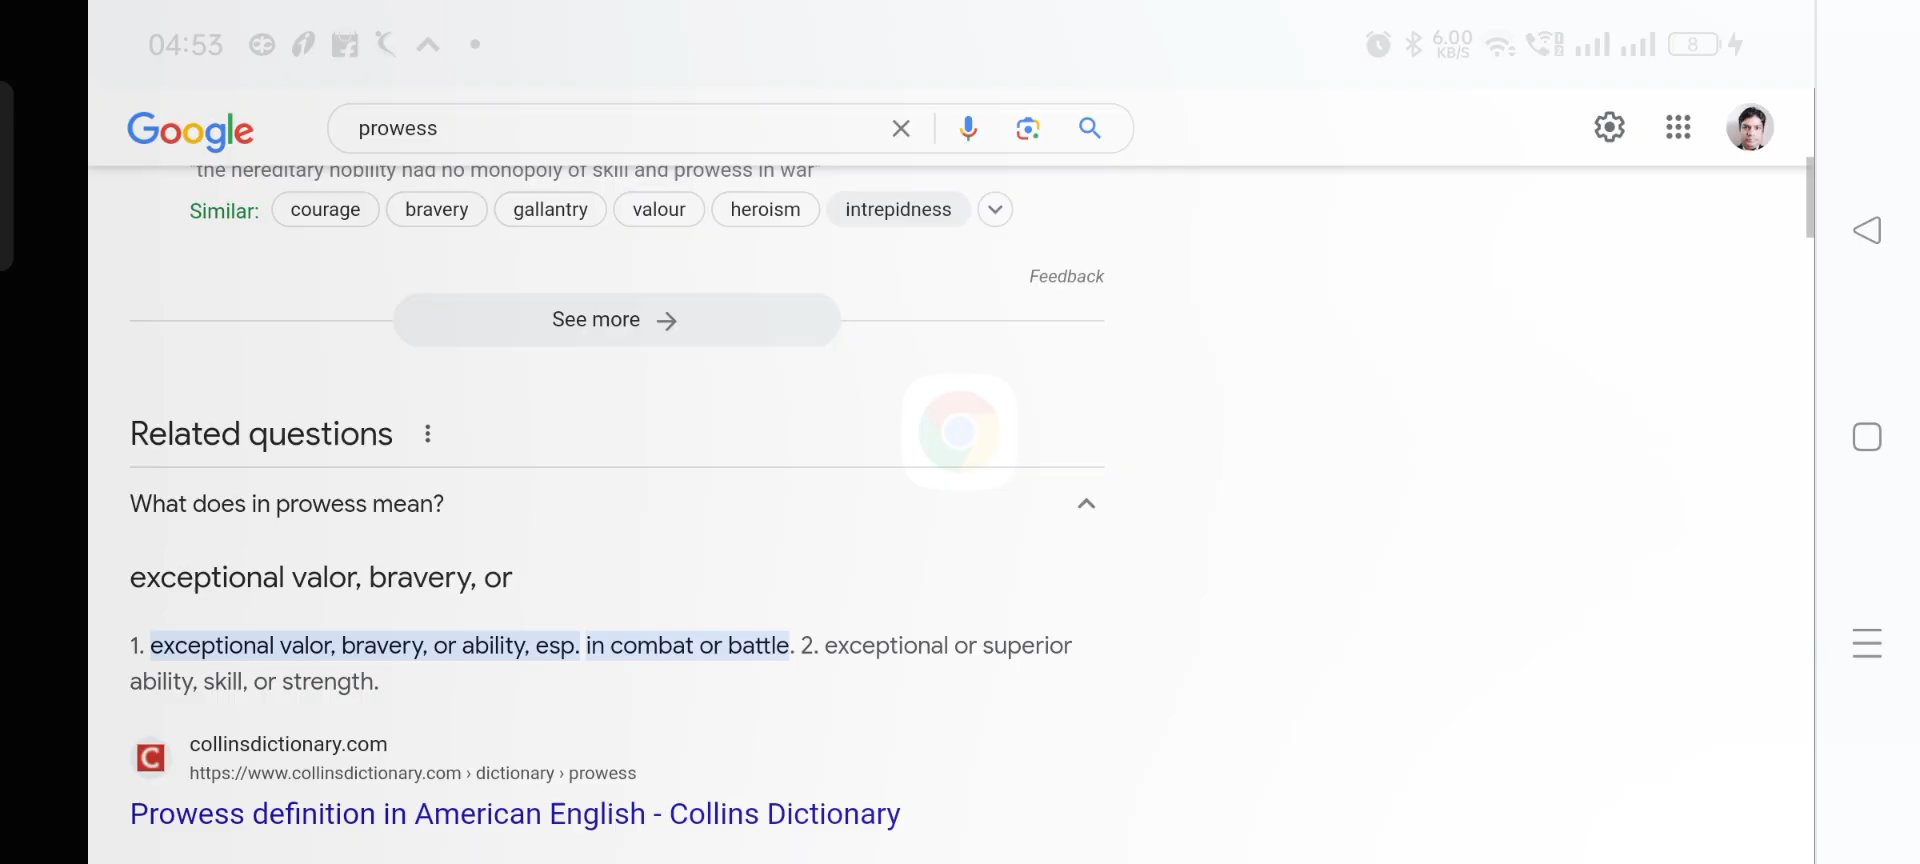 04:53 6.00 KB/S 8
Google prowess
"the hereditary nobility had no monopoly of skill and prowess in war"
Similar: courage bravery gallantry valour heroism intrepidness
Feedback
See more →
Related questions
What does in prowess mean?
exceptional valor, bravery, or
1. exceptional valor, bravery, or ability, esp. in combat or battle. 2. exceptional or superior
ability, skill, or strength.
collinsdictionary.com
https://www.collinsdictionary.com › dictionary › prowess
Prowess definition in American English - Collins Dictionary